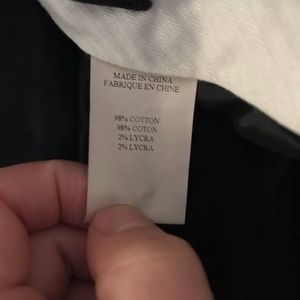 MADE IN CHINA
FABRIQUE EN CHINE
98% COTTON
98% COTON
2% LYCRA
2% LYCRA